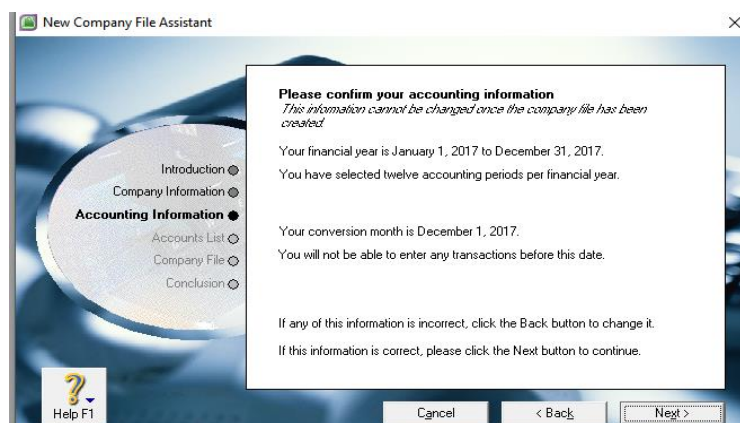 New Company File Assistant
Please confirm your accounting information
This information cannot be changed once the company file has been
created.
Your financial year is January 1, 2017 to December 31, 2017.
You have selected twelve accounting periods per financial year.
Your conversion month is December 1, 2017.
You will not be able to enter any transactions before this date.
If any of this information is incorrect, click the Back button to change it.
If this information is correct, please click the Next button to continue.
Introduction
Company Information
Accounting Information
Accounts List
Company File
Conclusion
Help F1
Cancel
< Back
Next >